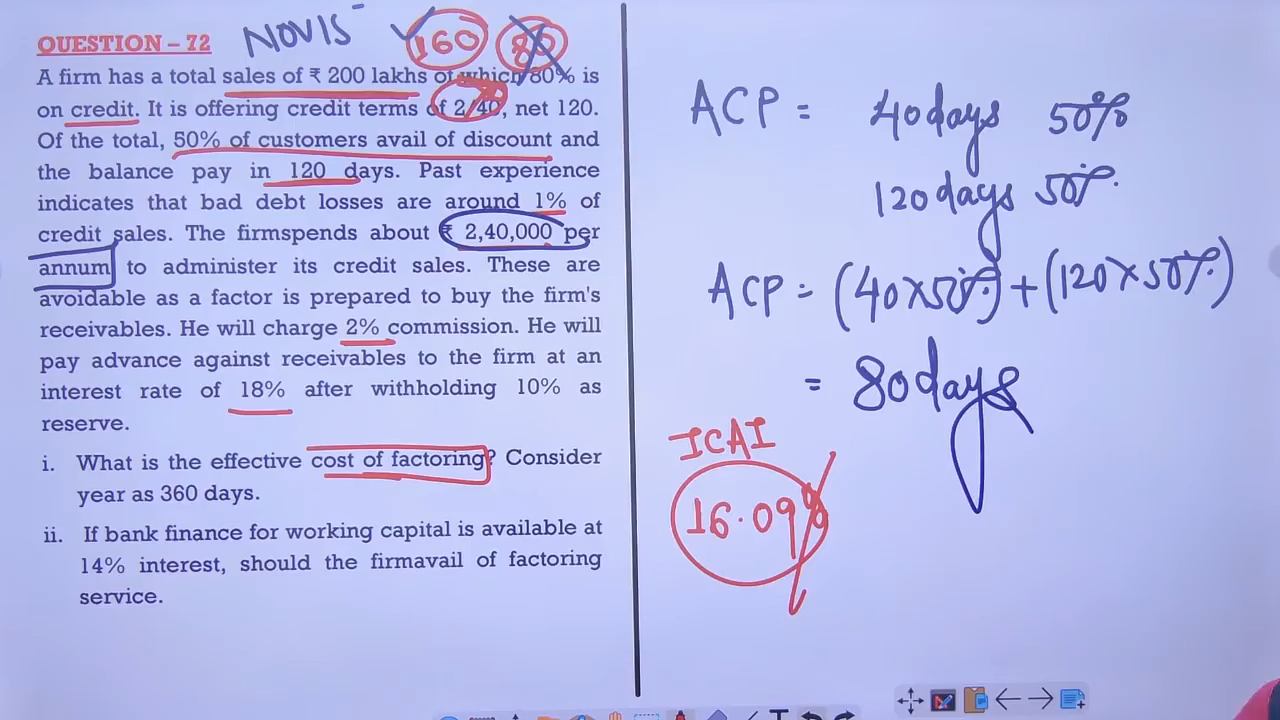 QUESTION – 72
NOV15
160
80
A firm has a total sales of ₹ 200 lakhs of which 80% is
on credit. It is offering credit terms of 2/40, net 120.
Of the total, 50% of customers avail of discount and
the balance pay in 120 days. Past experience
indicates that bad debt losses are around 1% of
credit sales. The firmspends about ₹ 2,40,000 per
annum to administer its credit sales. These are
avoidable as a factor is prepared to buy the firm's
receivables. He will charge 2% commission. He will
pay advance against receivables to the firm at an
interest rate of 18% after withholding 10% as
reserve.
i. What is the effective cost of factoring? Consider
year as 360 days.
ii. If bank finance for working capital is available at
14% interest, should the firmavail of factoring
service.
ACP = 40days 50%
120days 50%
ACP = (40×50%) + (120×50%)
= 80days
ICAI
16.09%